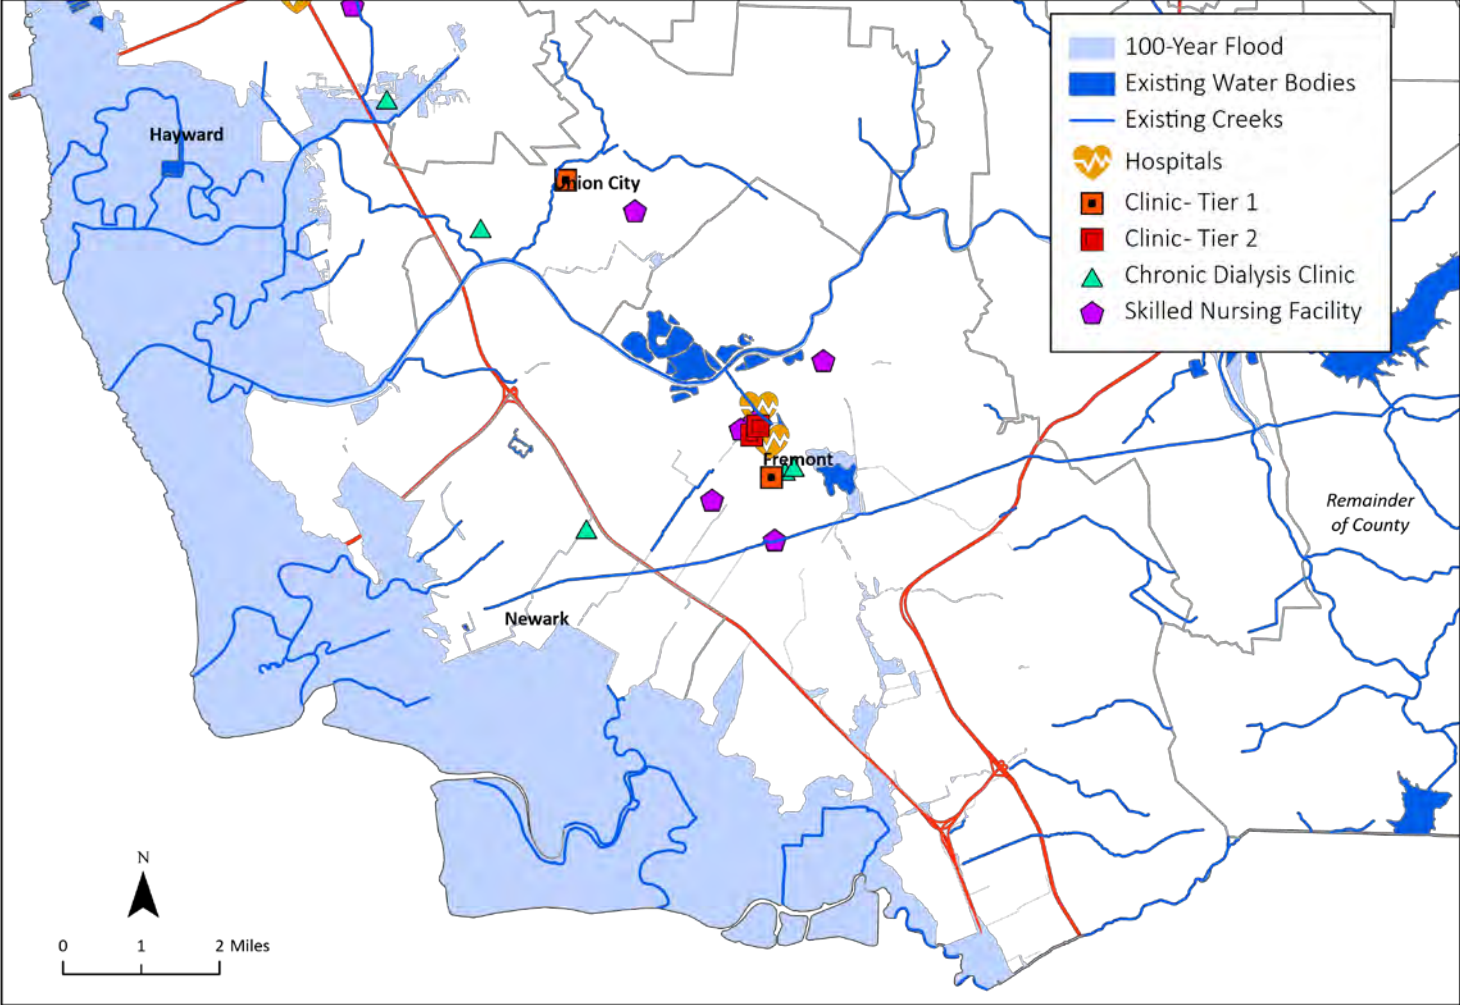 100-Year Flood
Existing Water Bodies
Existing Creeks
Hospitals
Clinic- Tier 1
Clinic- Tier 2
Chronic Dialysis Clinic
Skilled Nursing Facility
Hayward
Union City
Fremont
Remainder
of County
Newark
N
0 1 2 Miles